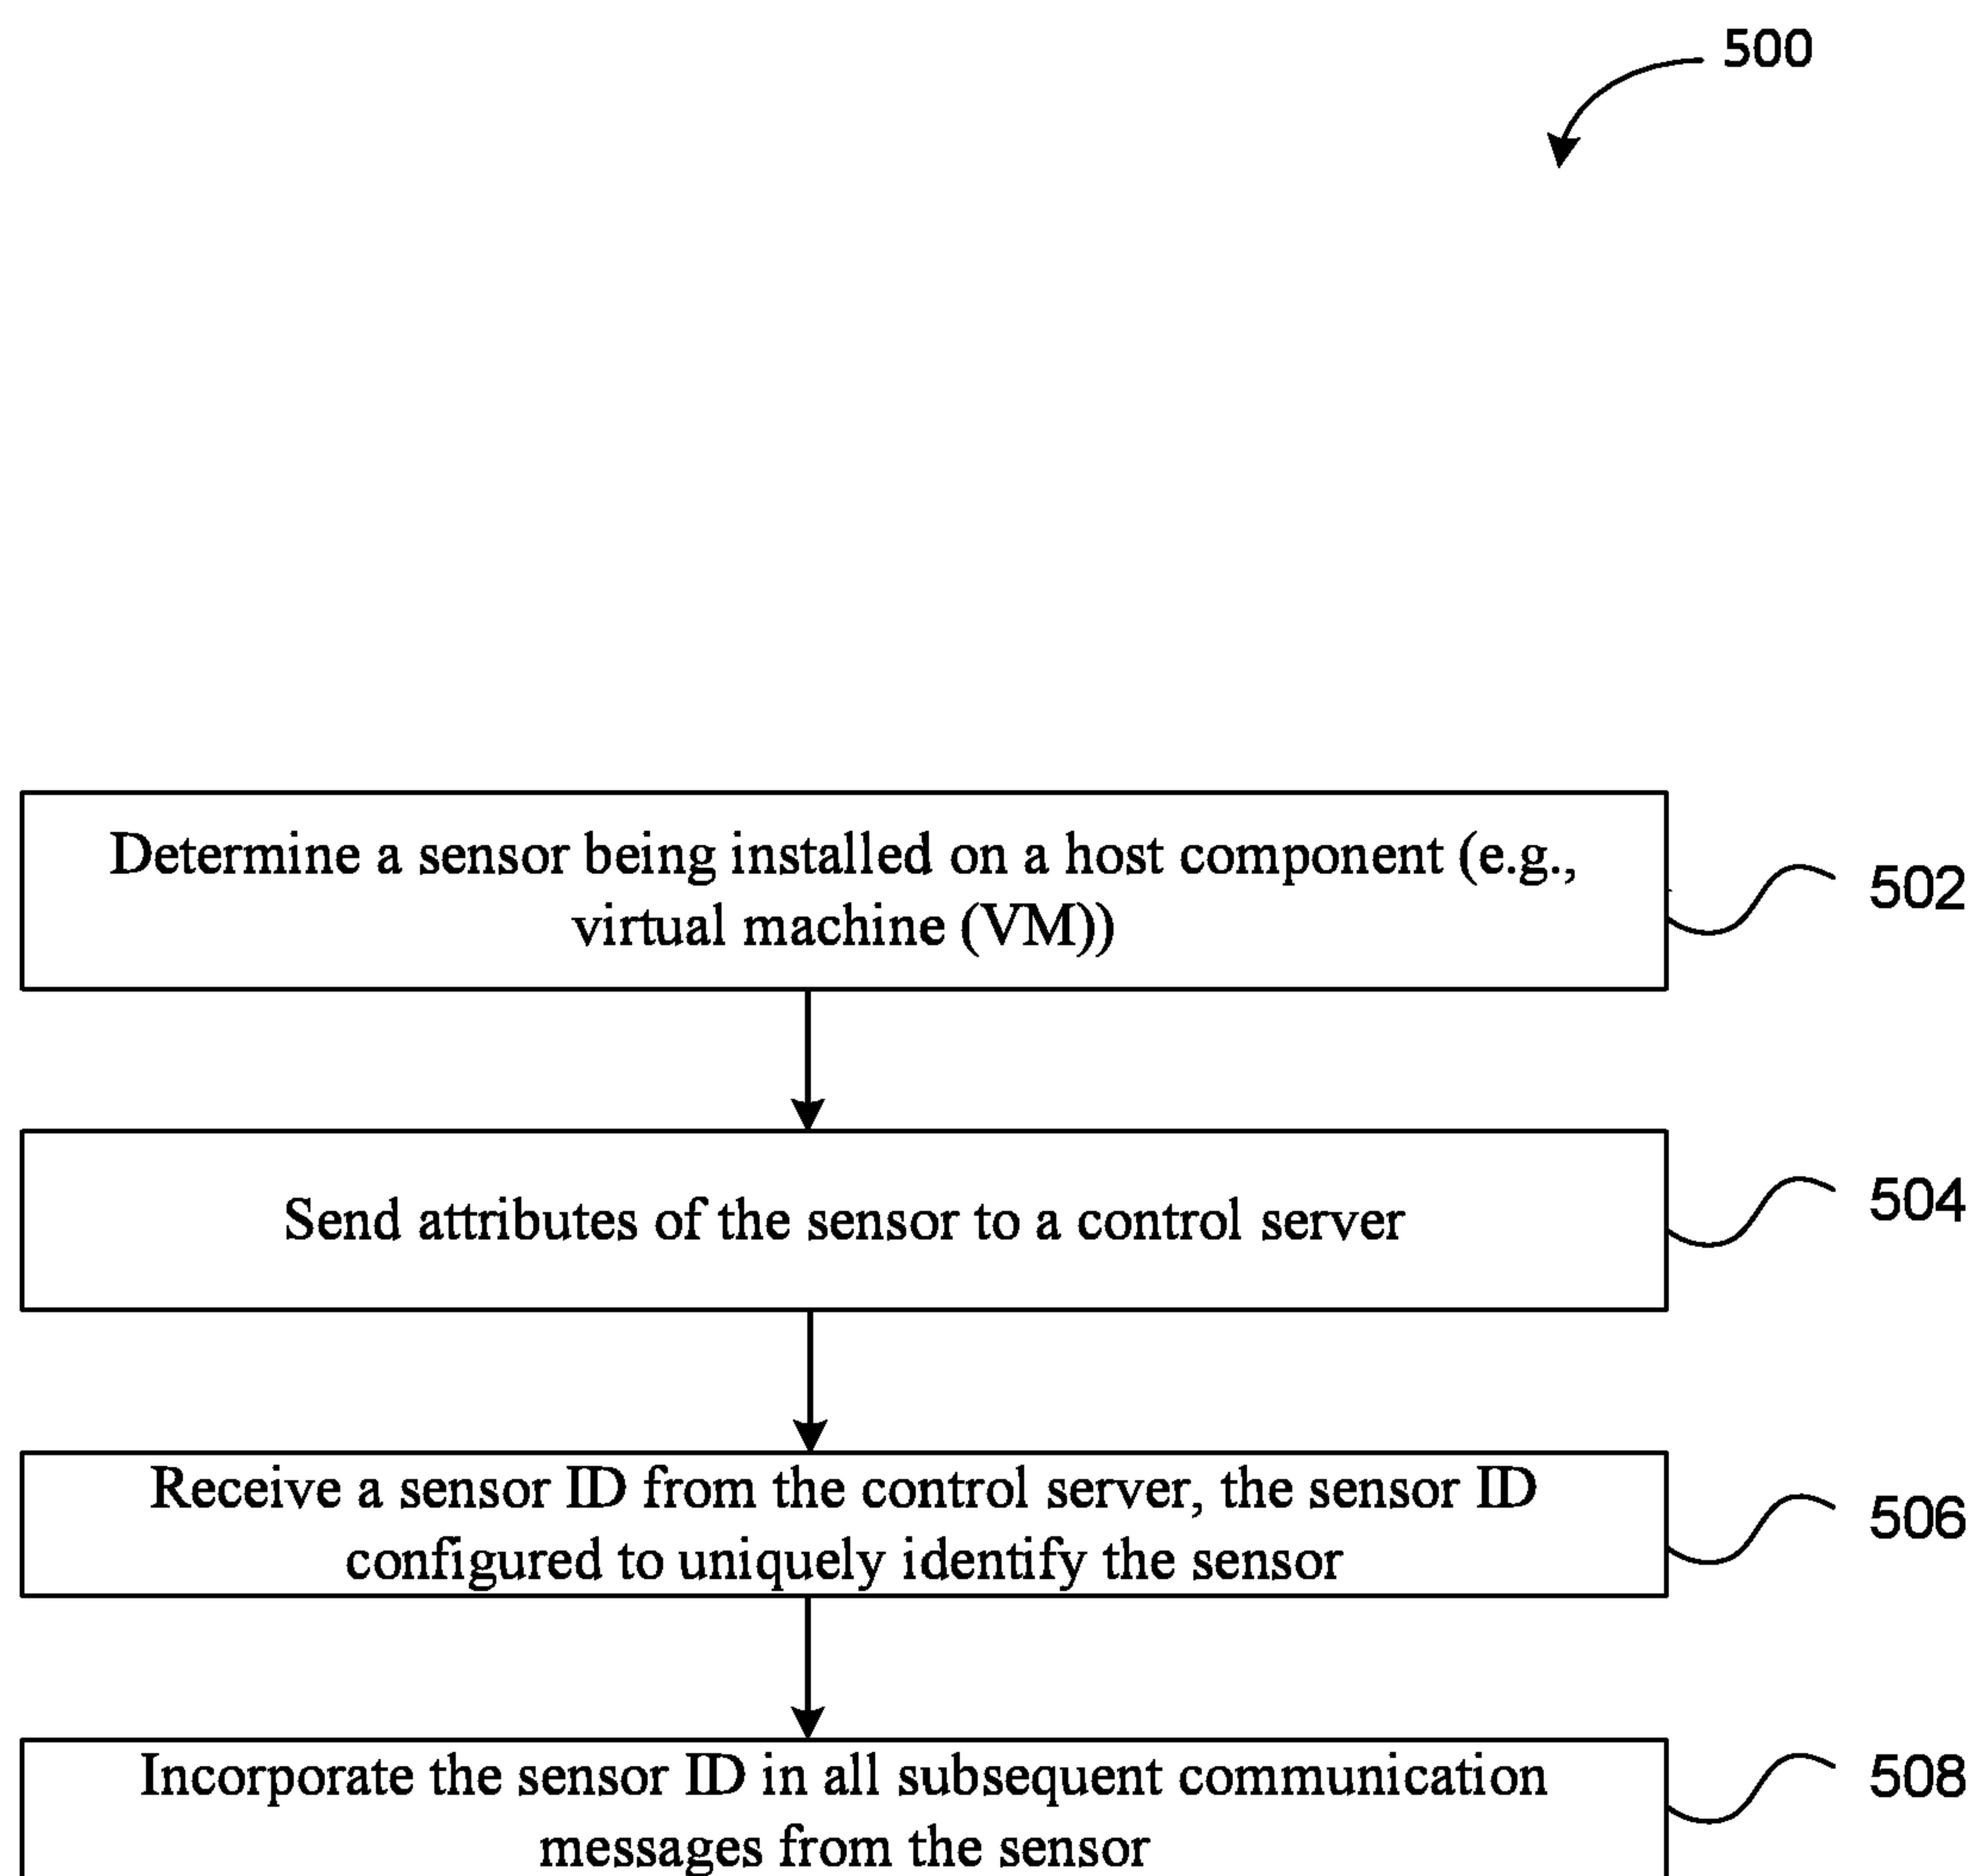 500
Determine a sensor being installed on a host component (e.g.,
virtual machine (VM))
502
Send attributes of the sensor to a control server
504
Receive a sensor ID from the control server, the sensor ID
configured to uniquely identify the sensor
506
Incorporate the sensor ID in all subsequent communication
messages from the sensor
508